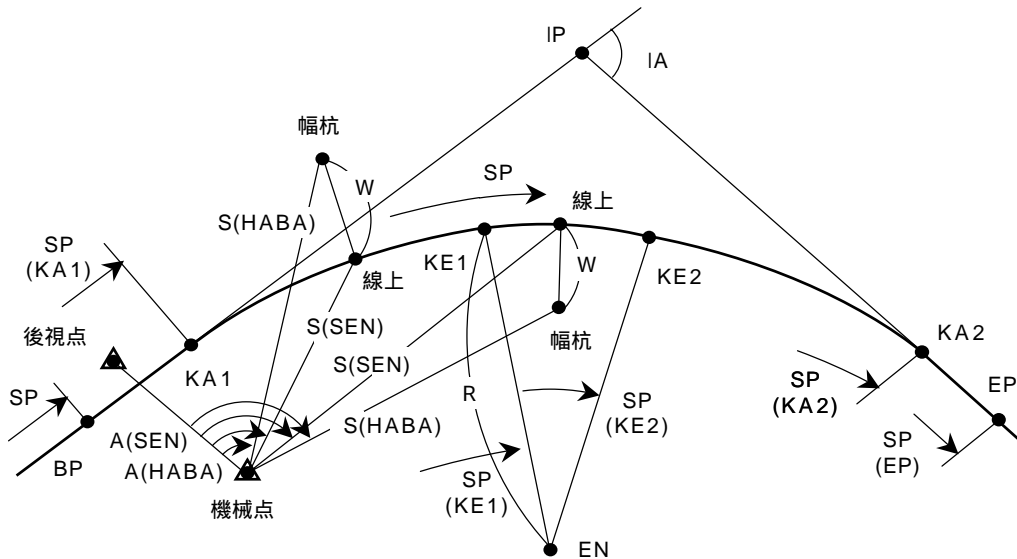 IP
IA
幅杭
W
SP
線上
S(HABA)
SP
(KA1)
KE1
線上
W
KE2
後視点
S(SEN)
幅杭
KA1
S(SEN)
KA2
SP
R
SP
(KA2)
EP
SP
(KE2)
A(SEN)
S(HABA)
SP
(EP)
BP
A(HABA)
SP
(KE1)
機械点
EN